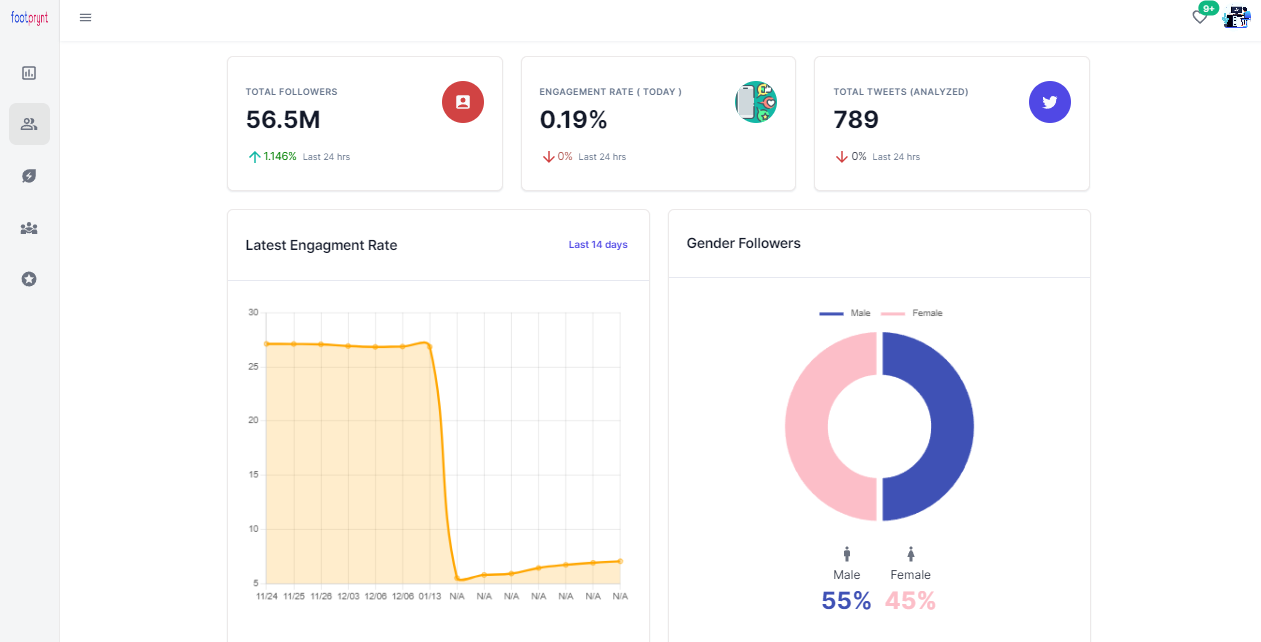 footprynt
9+
TOTAL FOLLOWERS
56.5M
1.146% Last 24 hrs
ENGAGEMENT RATE ( TODAY )
0.19%
0% Last 24 hrs
TOTAL TWEETS (ANALYZED)
789
0% Last 24 hrs
Latest Engagment Rate
Last 14 days
30
25
20
15
10
5
11/24 11/25 11/26 12/03 12/06 12/06 01/13 N/A N/A N/A N/A N/A N/A N/A
Gender Followers
Male Female
Male Female
55% 45%